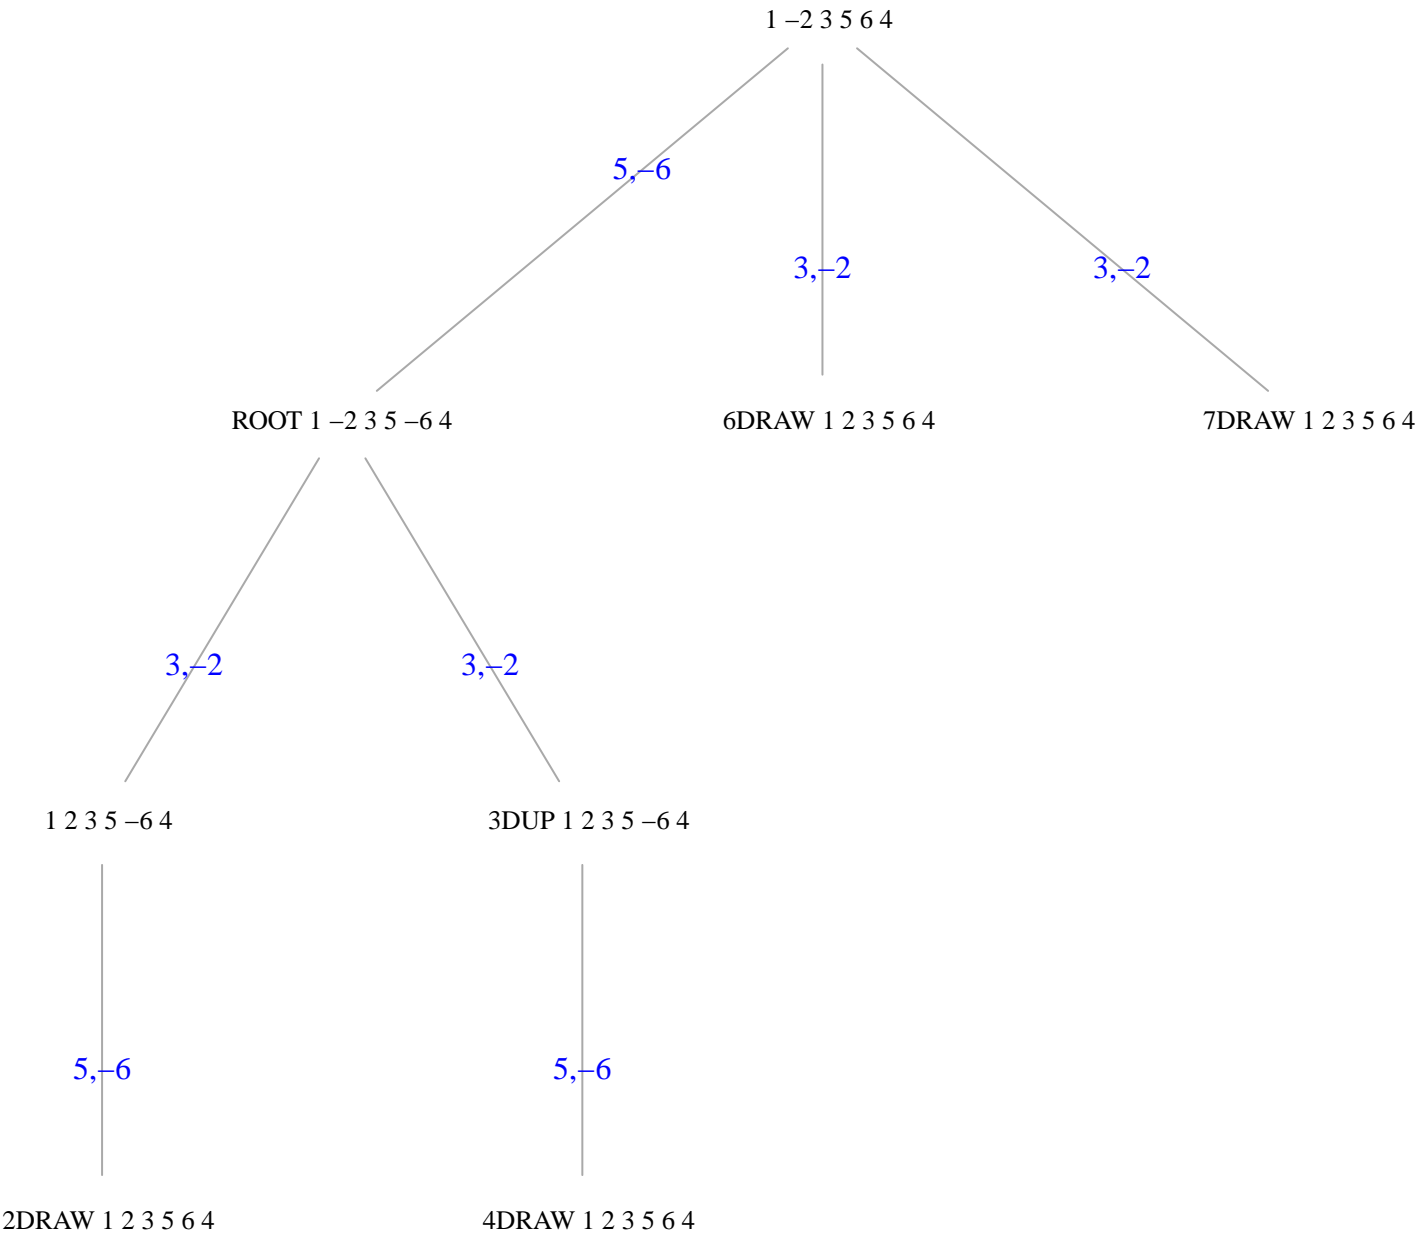 1 –2 3 5 6 4
5,–6
3,–2
3,–2
ROOT 1 –2 3 5 –6 4
6DRAW 1 2 3 5 6 4
7DRAW 1 2 3 5 6 4
3,–2
3,–2
1 2 3 5 –6 4
3DUP 1 2 3 5 –6 4
5,–6
5,–6
2DRAW 1 2 3 5 6 4
4DRAW 1 2 3 5 6 4